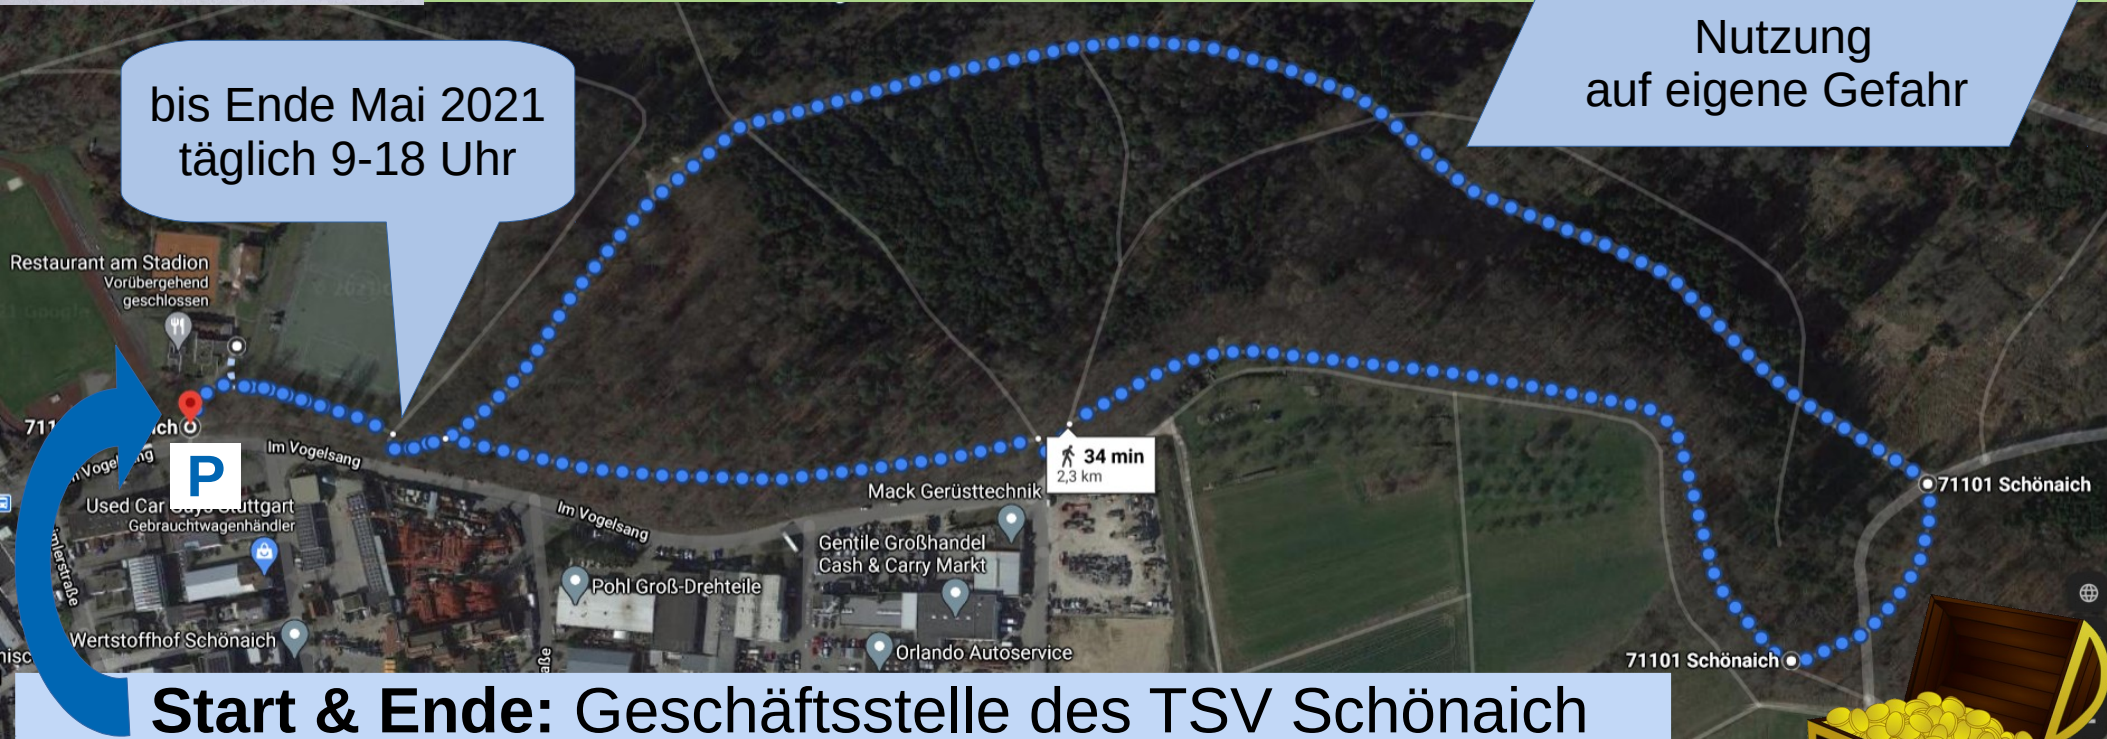 Nutzung
auf eigene Gefahr
bis Ende Mai 2021
täglich 9-18 Uhr
Restaurant am Stadion
Vorübergehend
geschlossen
P
Im Vogelsang
Used Car
Stuttgart
Gebrauchtwagenhändler
34 min
2,3 km
Mack Gerüsttechnik
71101 Schönaich
Im Vogelsang
Gentile Großhandel
Cash & Carry Markt
Pohl Groß-Drehteile
Wertstoffhof Schönaich
Orlando Autoservice
71101 Schönaich
Start & Ende: Geschäftsstelle des TSV Schönaich